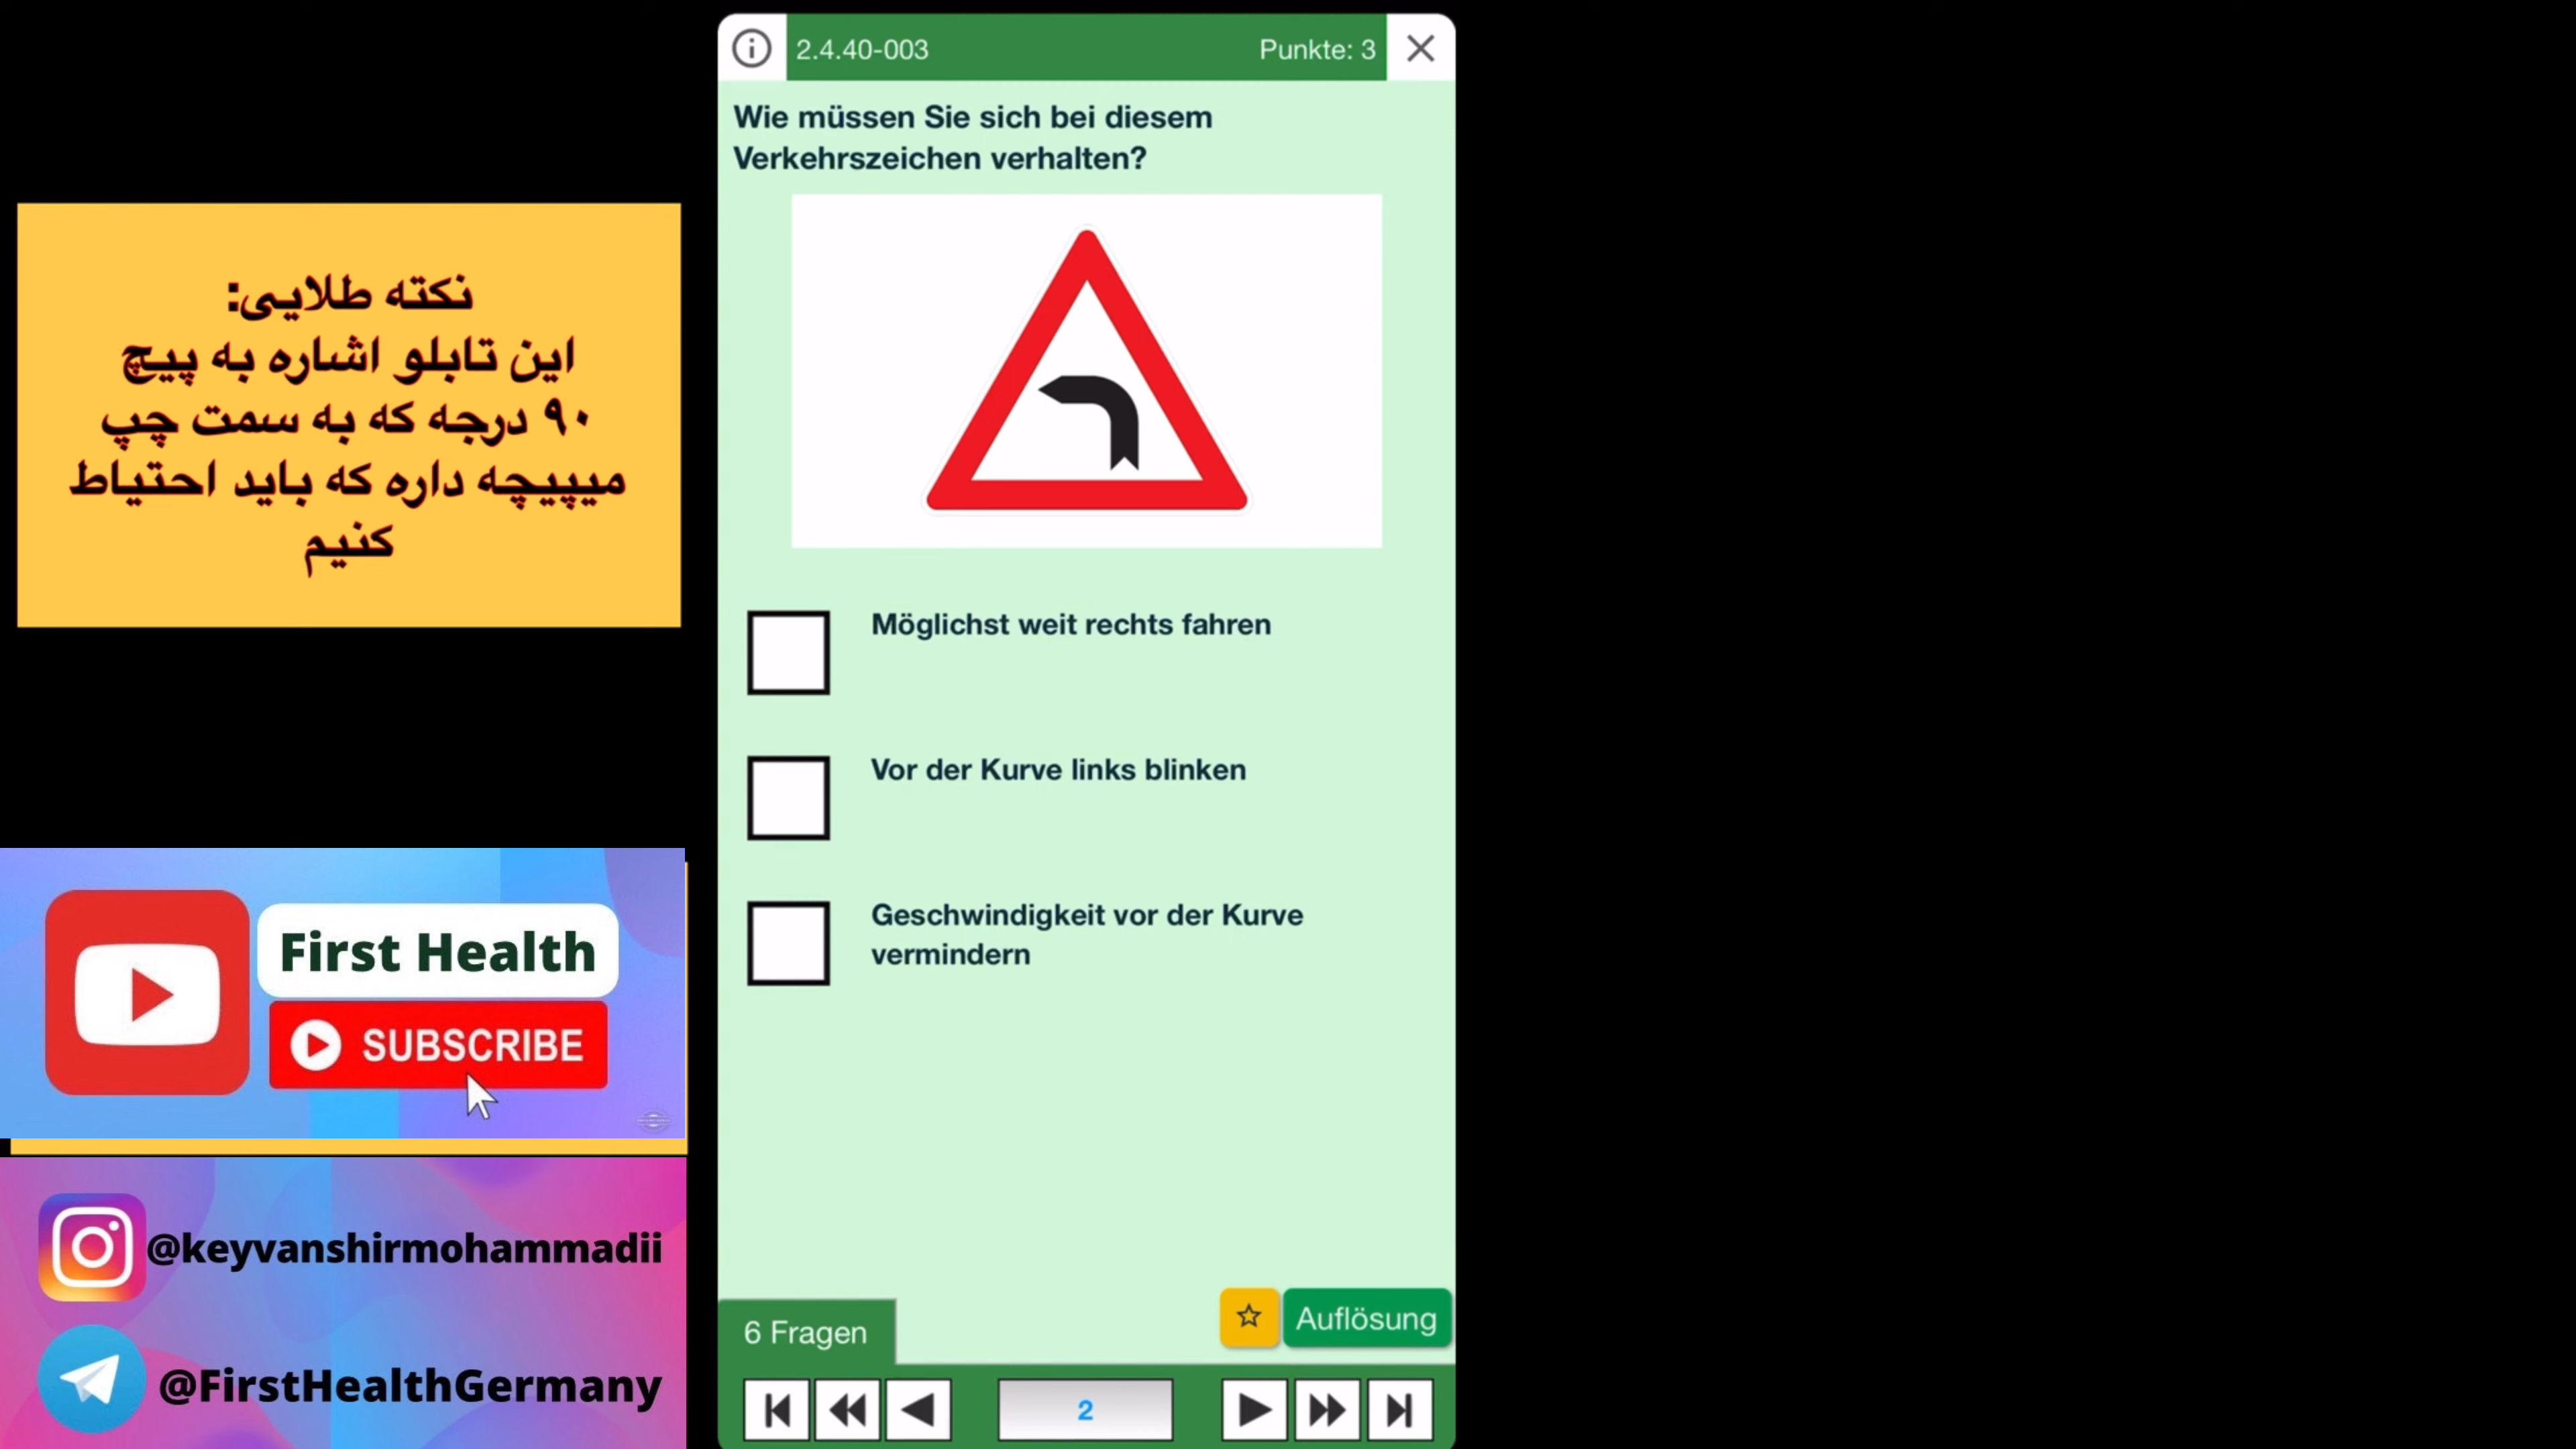 نکته طلایی:
این تابلو اشاره به پیچ
۹۰ درجه که به سمت چپ
میپیچه داره که باید احتیاط
کنیم
First Health
SUBSCRIBE
@keyvanshirmohammadii
@FirstHealthGermany
2.4.40-003
Punkte: 3
Wie müssen Sie sich bei diesem
Verkehrszeichen verhalten?
Möglichst weit rechts fahren
Vor der Kurve links blinken
Geschwindigkeit vor der Kurve
vermindern
Auflösung
6 Fragen
2